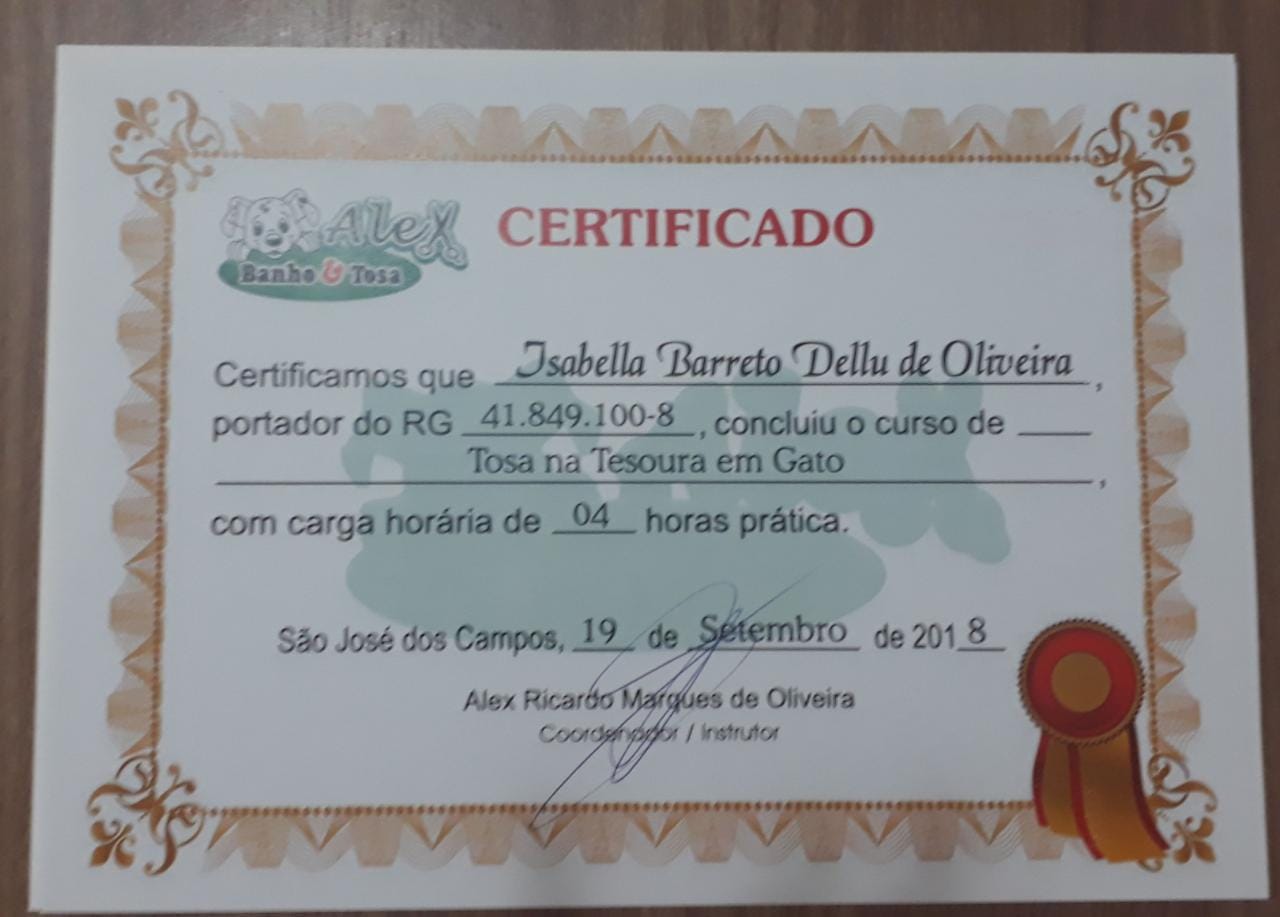 Alex
Banho & Tosa
CERTIFICADO
Certificamos que Isabella Barreto Dellu de Oliveira,
portador do RG 41.849.100-8, concluiu o curso de
Tosa na Tesoura em Gato,
com carga horária de 04 horas prática.
São José dos Campos, 19 de Setembro de 2018
Alex Ricardo Marques de Oliveira
Coordenador / Instrutor